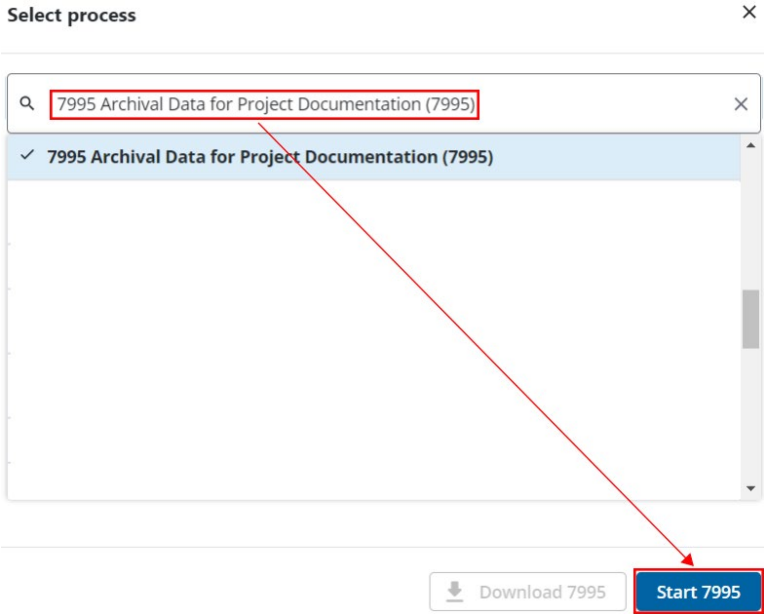 Select process
7995 Archival Data for Project Documentation (7995)
7995 Archival Data for Project Documentation (7995)
Download 7995
Start 7995